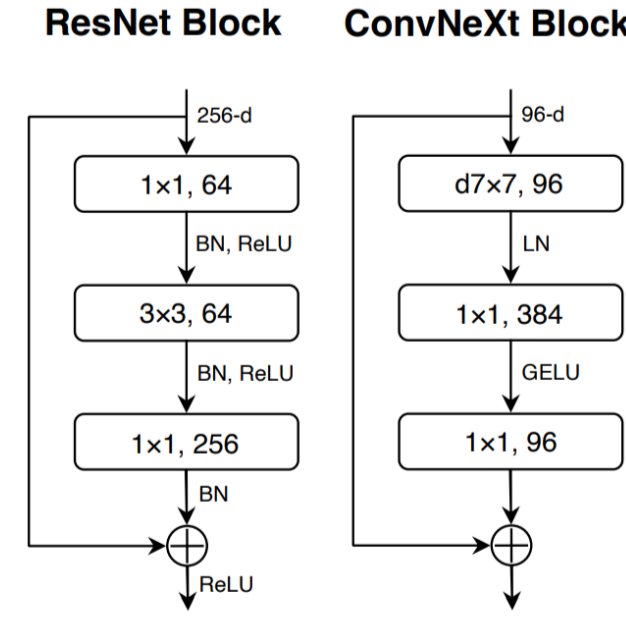 ResNet Block
256-d
1×1, 64
BN, ReLU
3×3, 64
BN, ReLU
1×1, 256
BN
ReLU
ConvNeXt Block
96-d
d7×7, 96
LN
1×1, 384
GELU
1×1, 96